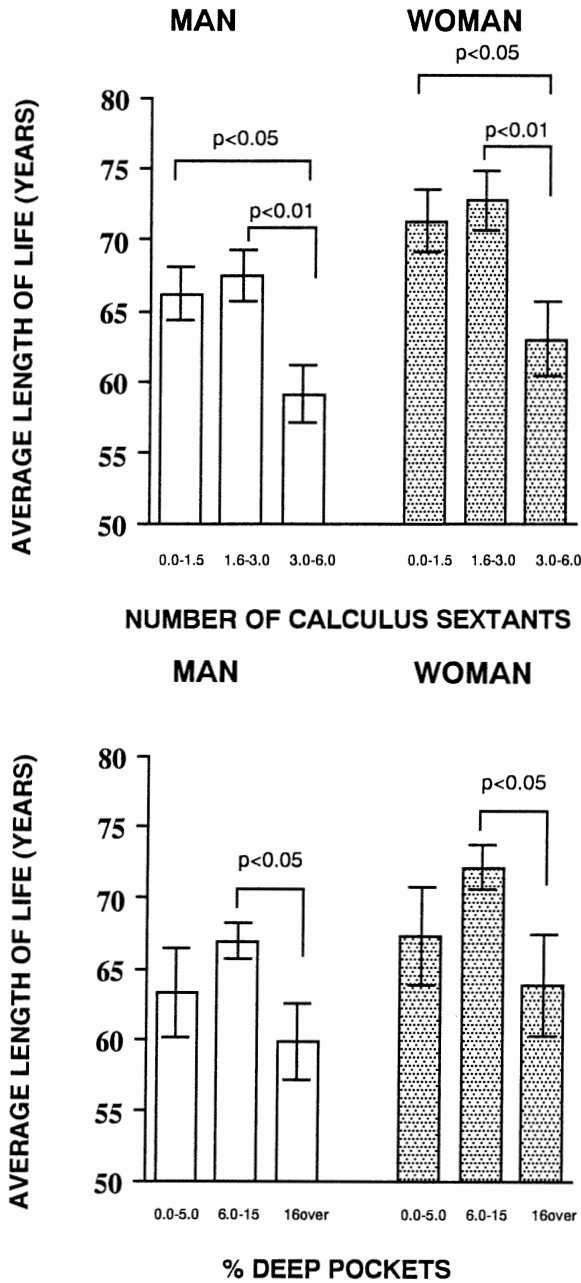 MAN WOMAN
p<0.05
p<0.05
p<0.01
p<0.01
AVERAGE LENGTH OF LIFE (YEARS)
80
75
70
65
60
55
50
0.0-1.5 1.6-3.0 3.0-6.0 0.0-1.5 1.6-3.0 3.0-6.0
NUMBER OF CALCULUS SEXTANTS
MAN WOMAN
p<0.05
p<0.05
AVERAGE LENGTH OF LIFE (YEARS)
80
75
70
65
60
55
50
0.0-5.0 6.0-15 16over 0.0-5.0 6.0-15 16over
% DEEP POCKETS